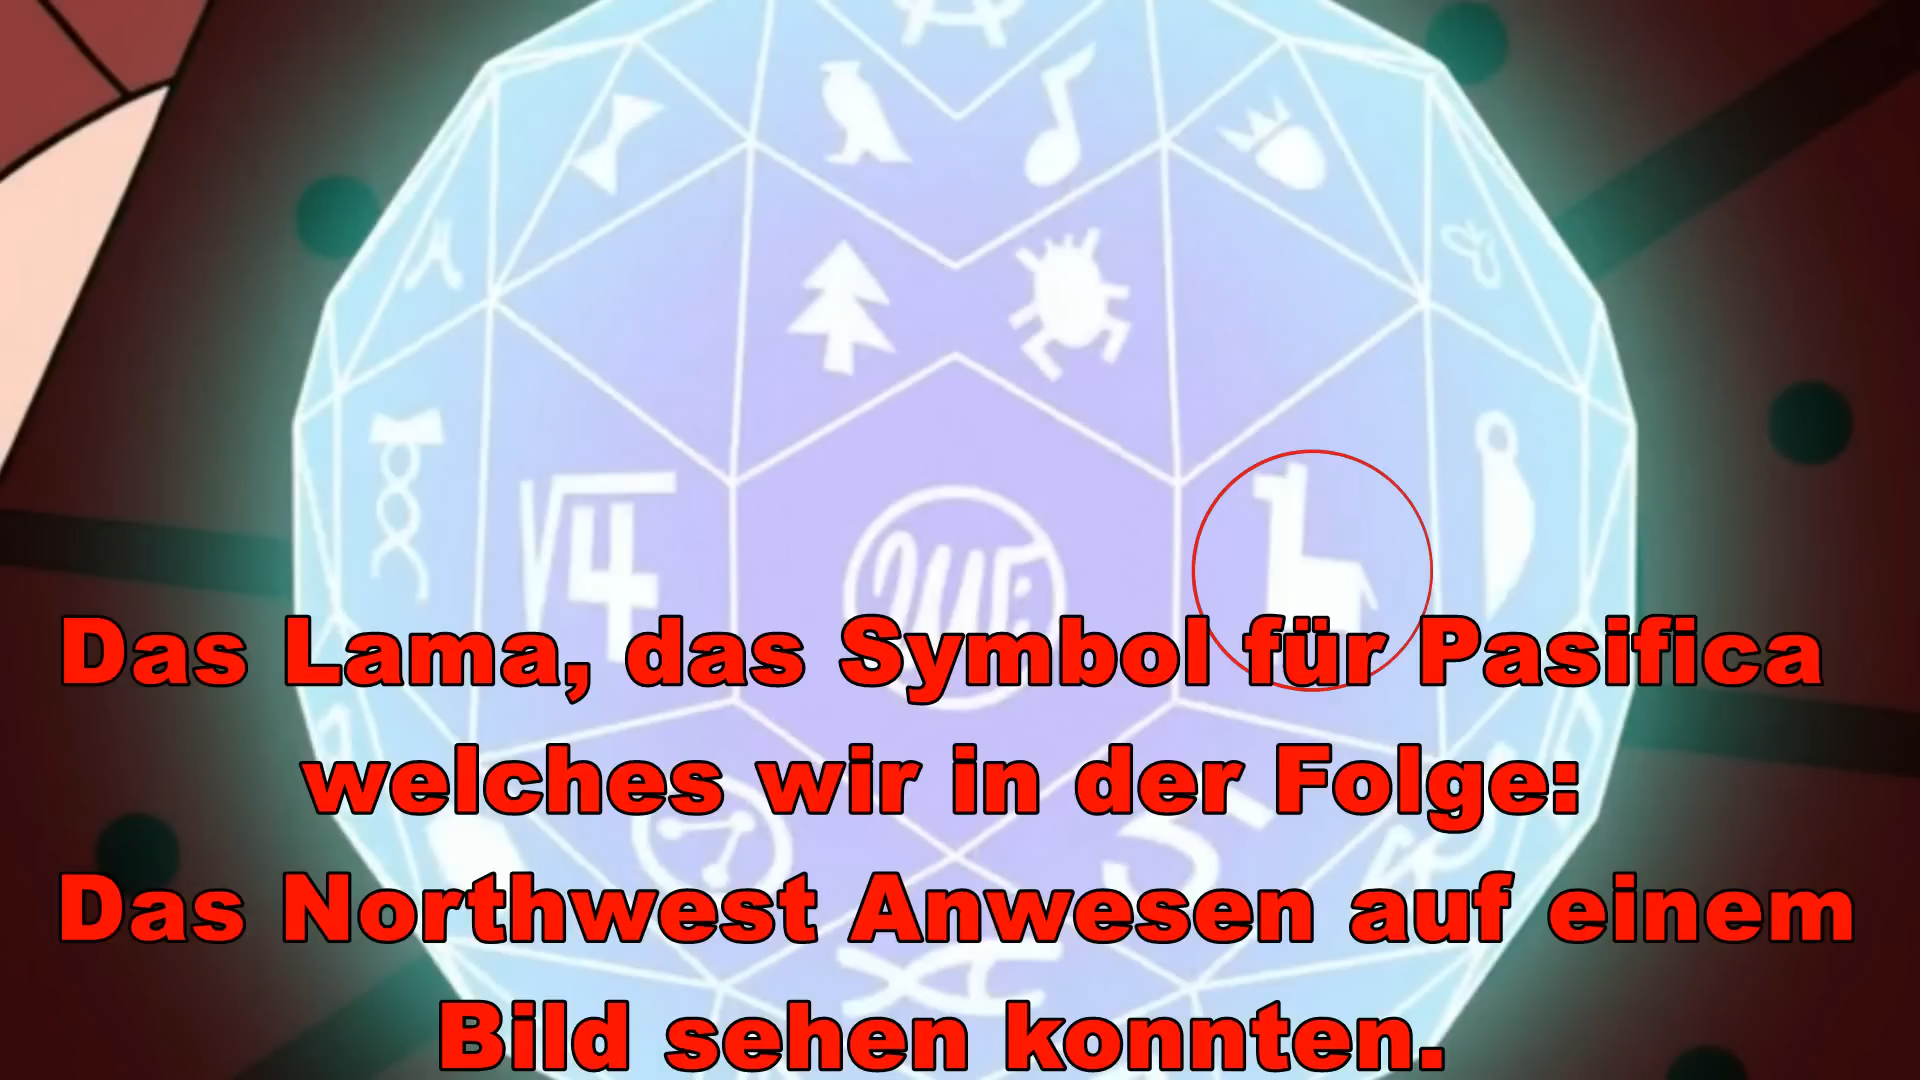 √4
Das Lama, das Symbol für Pasifica
welches wir in der Folge:
Das Northwest Anwesen auf einem
Bild sehen konnten.